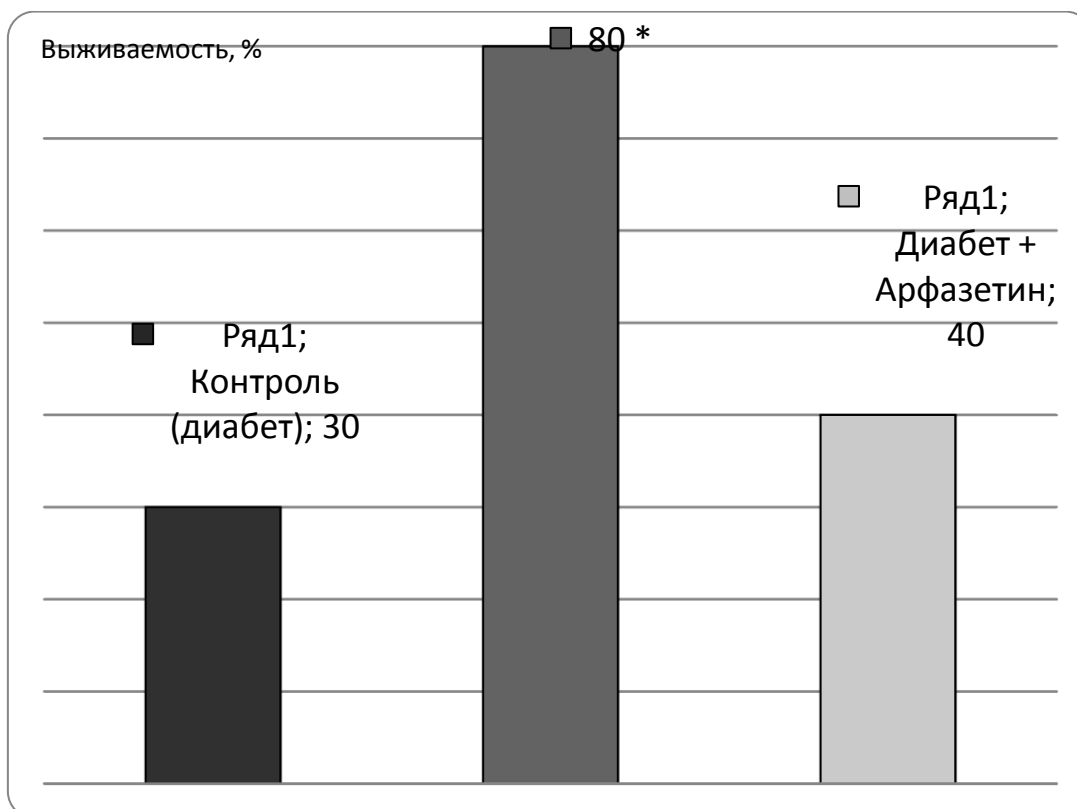 Выживаемость, %
80 *
Ряд1;
Диабет +
Арфазетин;
40
Ряд1;
Контроль
(диабет); 30